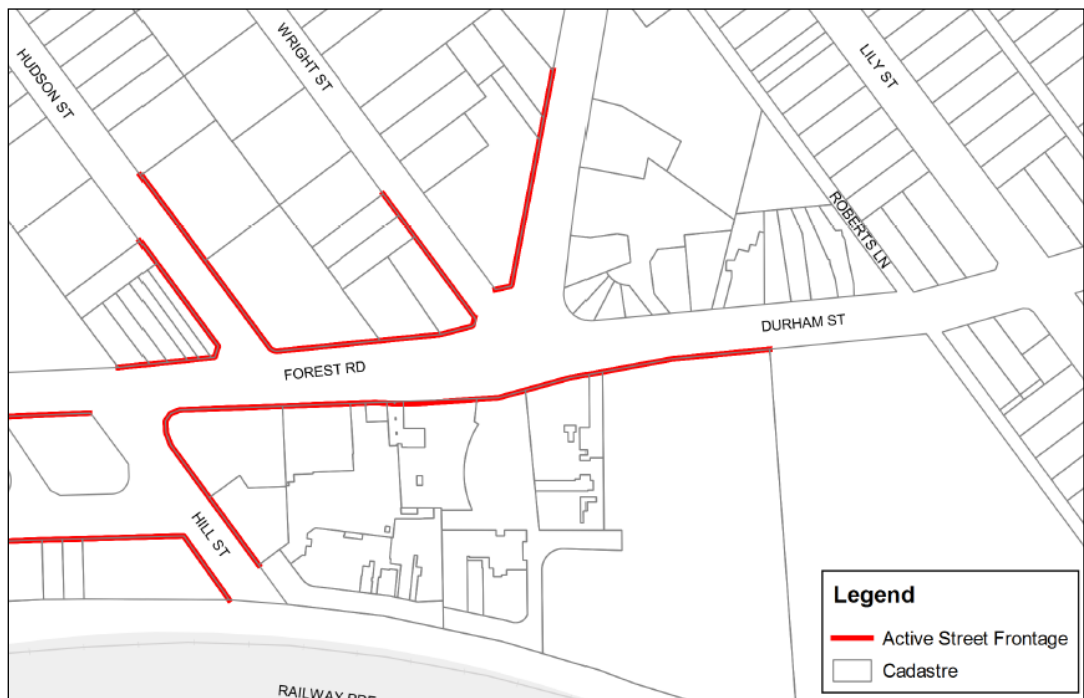 HUDSON ST
WRIGHT ST
LILY ST
ROBERTS LN
DURHAM ST
FOREST RD
HILL ST
RAILWAY
Legend
Active Street Frontage
Cadastre